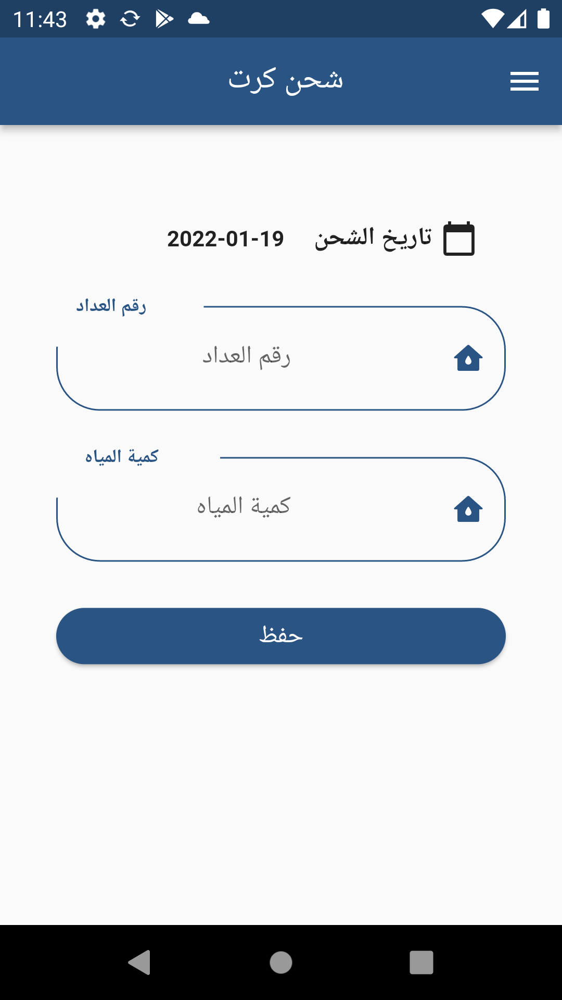 11:43
شحن كرت
تاريخ الشحن 2022-01-19
رقم العداد
رقم العداد
كمية المياه
كمية المياه
حفظ